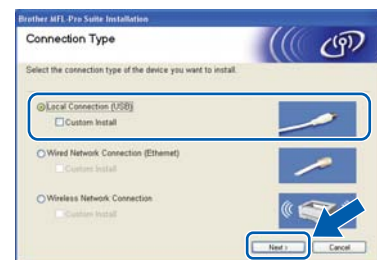 Brother MFL-Pro Suite Installation
Connection Type
Select the connection type of the device you want to install.
Local Connection (USB)
Custom Install
Wired Network Connection (Ethernet)
Custom Install
Wireless Network Connection
Custom Install
Next >
Cancel